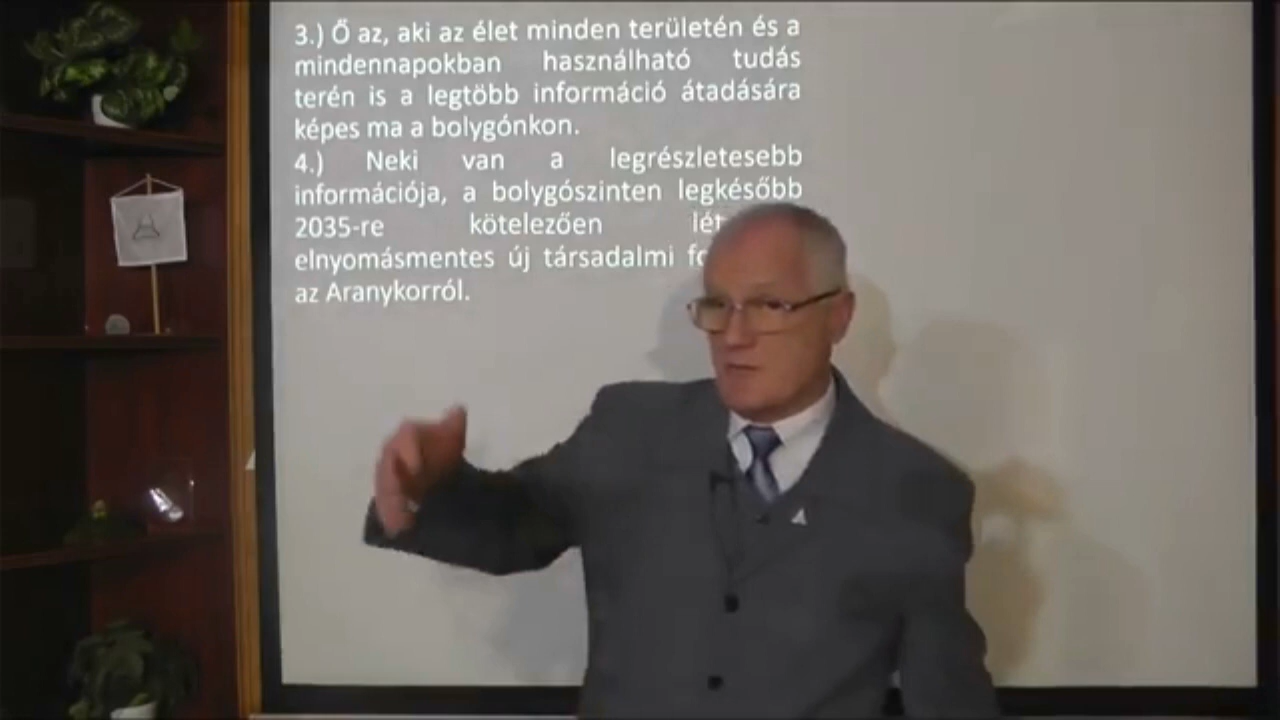 3.) Ő az, aki az élet minden területén és a
mindennapokban használható tudás
terén is a legtöbb információ átadására
képes ma a bolygónkon.
4.) Neki van a legrészletesebb
információja, a bolygószinten legkésőbb
2035-re kötelezően
elnyomásmentes új társadalmi
az Aranykorról.